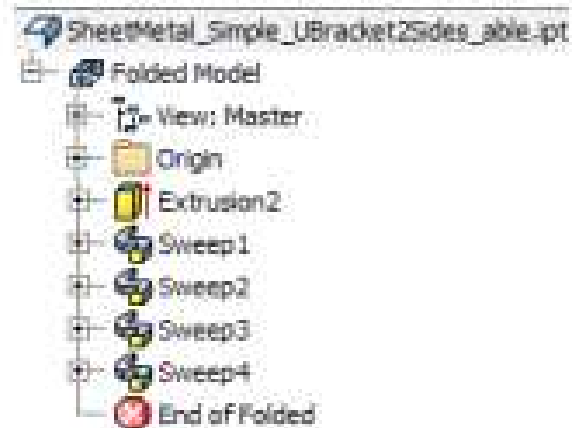 SheetMetal_Simple_UBracket2Sides_able.ipt
Folded Model
View: Master
Origin
Extrusion2
Sweep1
Sweep2
Sweep3
Sweep4
End of Folded